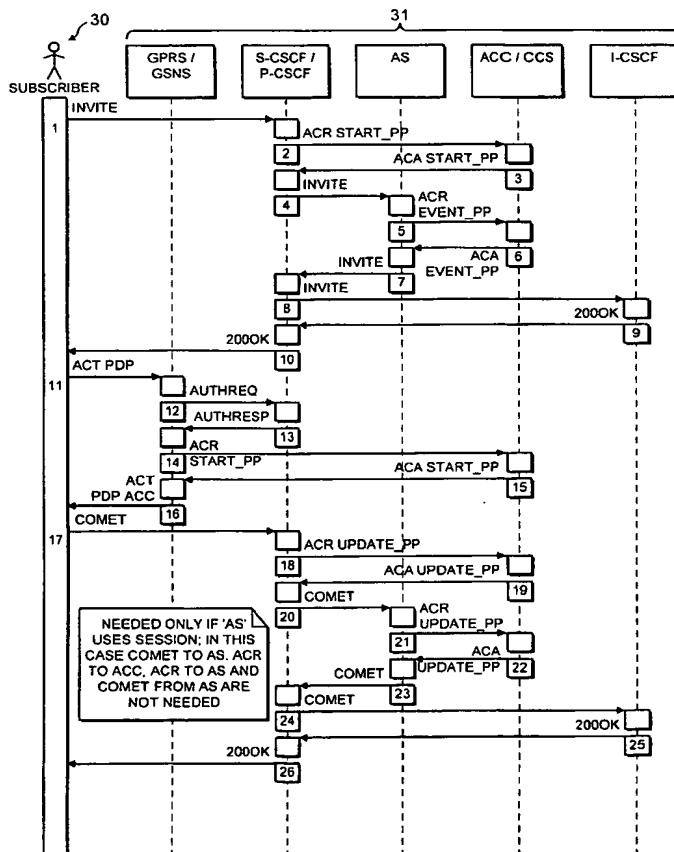 30
31
SUBSCRIBER
GPRS /
GSNS
S-CSCF /
P-CSCF
AS
ACC / CCS
I-CSCF
INVITE
1
ACR START_PP
2
ACA START_PP
3
INVITE
4
ACR
EVENT_PP
5
ACA
EVENT_PP
6
INVITE
7
INVITE
8
200OK
9
200OK
10
ACT PDP
11
AUTHREQ
12
AUTHRESP
13
ACR
START_PP
14
ACA START_PP
15
ACT
PDP ACC
16
COMET
17
ACR UPDATE_PP
18
ACA UPDATE_PP
19
COMET
20
ACR
UPDATE_PP
21
ACA
UPDATE_PP
22
COMET
23
COMET
24
200OK
25
200OK
26
NEEDED ONLY IF 'AS'
USES SESSION; IN THIS
CASE COMET TO AS. ACR
TO ACC, ACR TO AS AND
COMET FROM AS ARE
NOT NEEDED